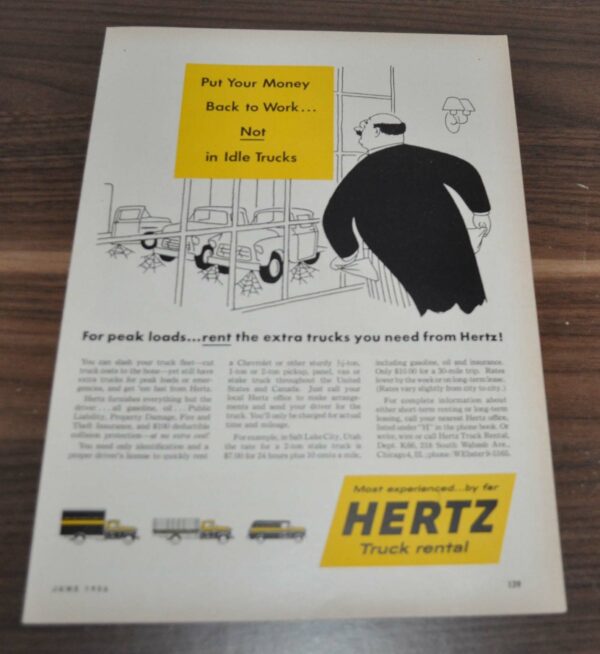 Put Your Money
Back to Work...
Not
in Idle Trucks
For peak loads...rent the extra trucks you need from Hertz!
You can slash your truck fleet—cut
truck costs to the bone—yet still have
extra trucks for peak loads or emer-
gencies, and get 'em fast from Hertz.
Hertz furnishes everything but the
driver ... all gasoline, oil ... Public
Liability, Property Damage, Fire and
Theft Insurance, and $100 deductible
collision protection—at no extra cost!
You need only identification and a
proper driver's license to quickly rent
a Chevrolet or other sturdy ½-ton,
1-ton or 2-ton pickup, panel, van or
stake truck throughout the United
States and Canada. Just call your
local Hertz office to make arrange-
ments and send your driver for the
truck. You'll only be charged for actual
time and mileage.
For example, in Salt Lake City, Utah
the rate for a 2-ton stake truck is
$7.00 for 24 hours plus 10 cents a mile,
including gasoline, oil and insurance.
Only $10.00 for a 30-mile trip. Rates
lower by the week or on long-term lease.
(Rates vary slightly from city to city.)
For complete information about
either short-term renting or long-term
leasing, call your nearest Hertz office,
listed under "H" in the phone book. Or
write, wire or call Hertz Truck Rental,
Dept. K66, 218 South Wabash Ave.,
Chicago 4, Ill.; phone: WEbster 9-5165.
Most experienced...by far
HERTZ
Truck rental
JUNE 1956
139